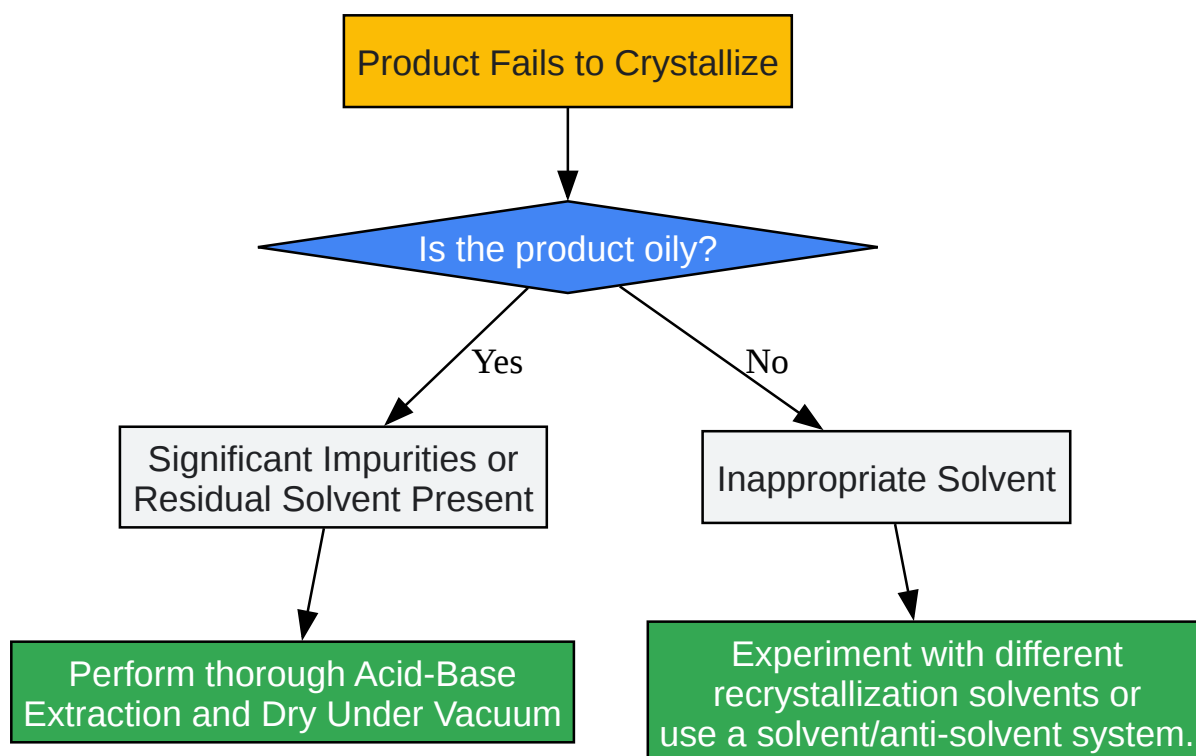 Product Fails to Crystallize
Is the product oily?
Yes
No
Significant Impurities or
Residual Solvent Present
Inappropriate Solvent
Perform thorough Acid-Base
Extraction and Dry Under Vacuum
Experiment with different
recrystallization solvents or
use a solvent/anti-solvent system.